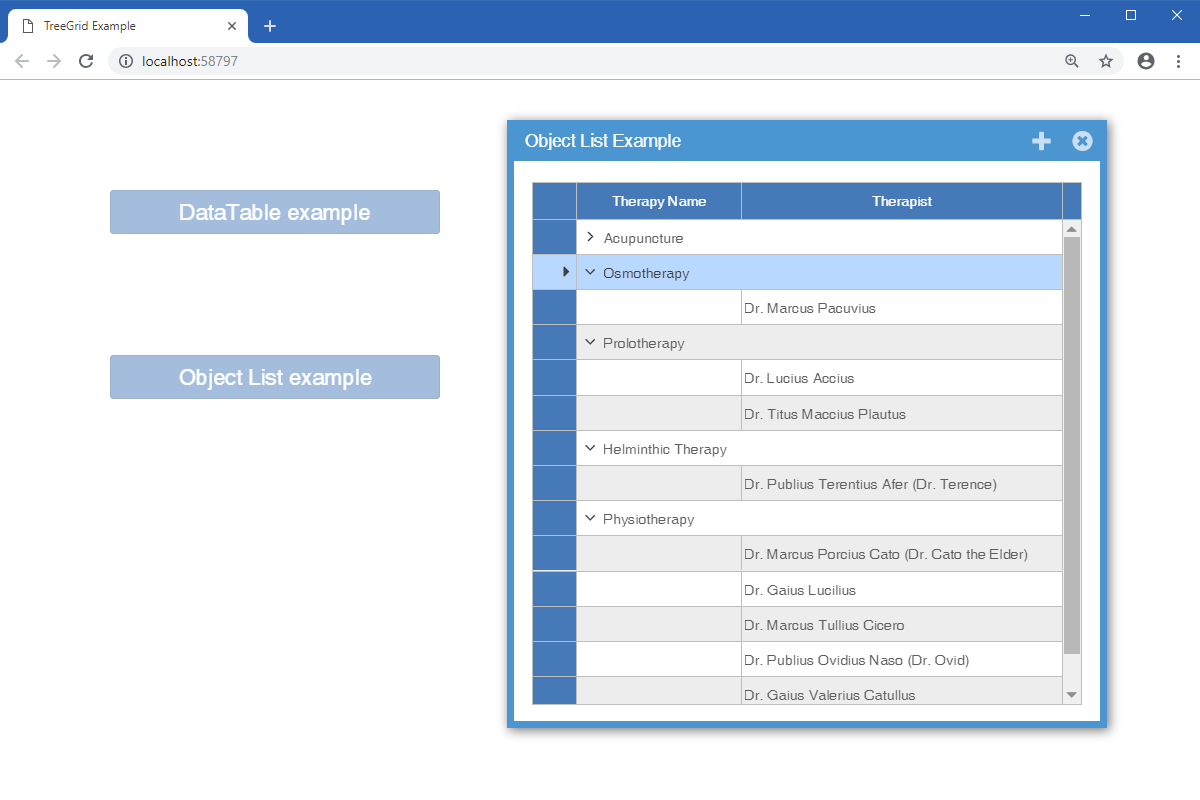 TreeGrid Example
localhost:58797
DataTable example
Object List example
Object List Example
Therapy Name Therapist
Acupuncture
Osmotherapy
Dr. Marcus Pacuvius
Prolotherapy
Dr. Lucius Accius
Dr. Titus Maccius Plautus
Helminthic Therapy
Dr. Publius Terentius Afer (Dr. Terence)
Physiotherapy
Dr. Marcus Porcius Cato (Dr. Cato the Elder)
Dr. Gaius Lucilius
Dr. Marcus Tullius Cicero
Dr. Publius Ovidius Naso (Dr. Ovid)
Dr. Gaius Valerius Catullus